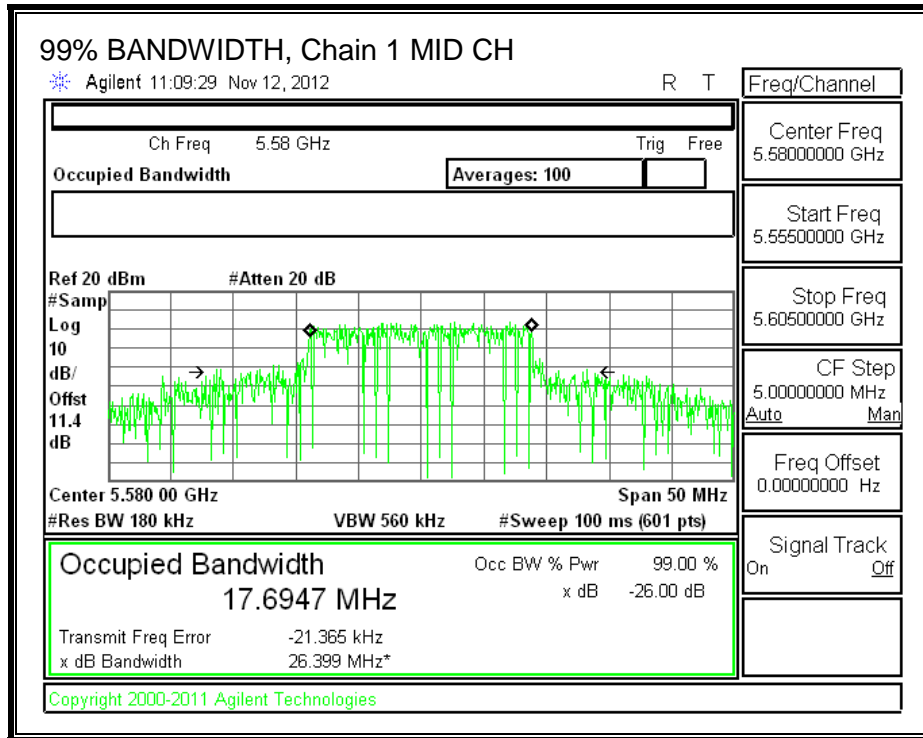 99% BANDWIDTH, Chain 1 MID CH
Agilent 11:09:29 Nov 12, 2012 R T
Freq/Channel
Ch Freq 5.58 GHz Trig Free
Occupied Bandwidth Averages: 100
Center Freq
5.58000000 GHz
Start Freq
5.55500000 GHz
Stop Freq
5.60500000 GHz
CF Step
5.00000000 MHz
Auto Man
Freq Offset
0.00000000 Hz
Signal Track
On Off
Ref 20 dBm #Atten 20 dB
#Samp
Log
10
dB/
Offst
11.4
dB
Center 5.580 00 GHz Span 50 MHz
#Res BW 180 kHz VBW 560 kHz #Sweep 100 ms (601 pts)
Occupied Bandwidth Occ BW % Pwr 99.00 %
17.6947 MHz x dB -26.00 dB
Transmit Freq Error -21.365 kHz
x dB Bandwidth 26.399 MHz*
Copyright 2000-2011 Agilent Technologies